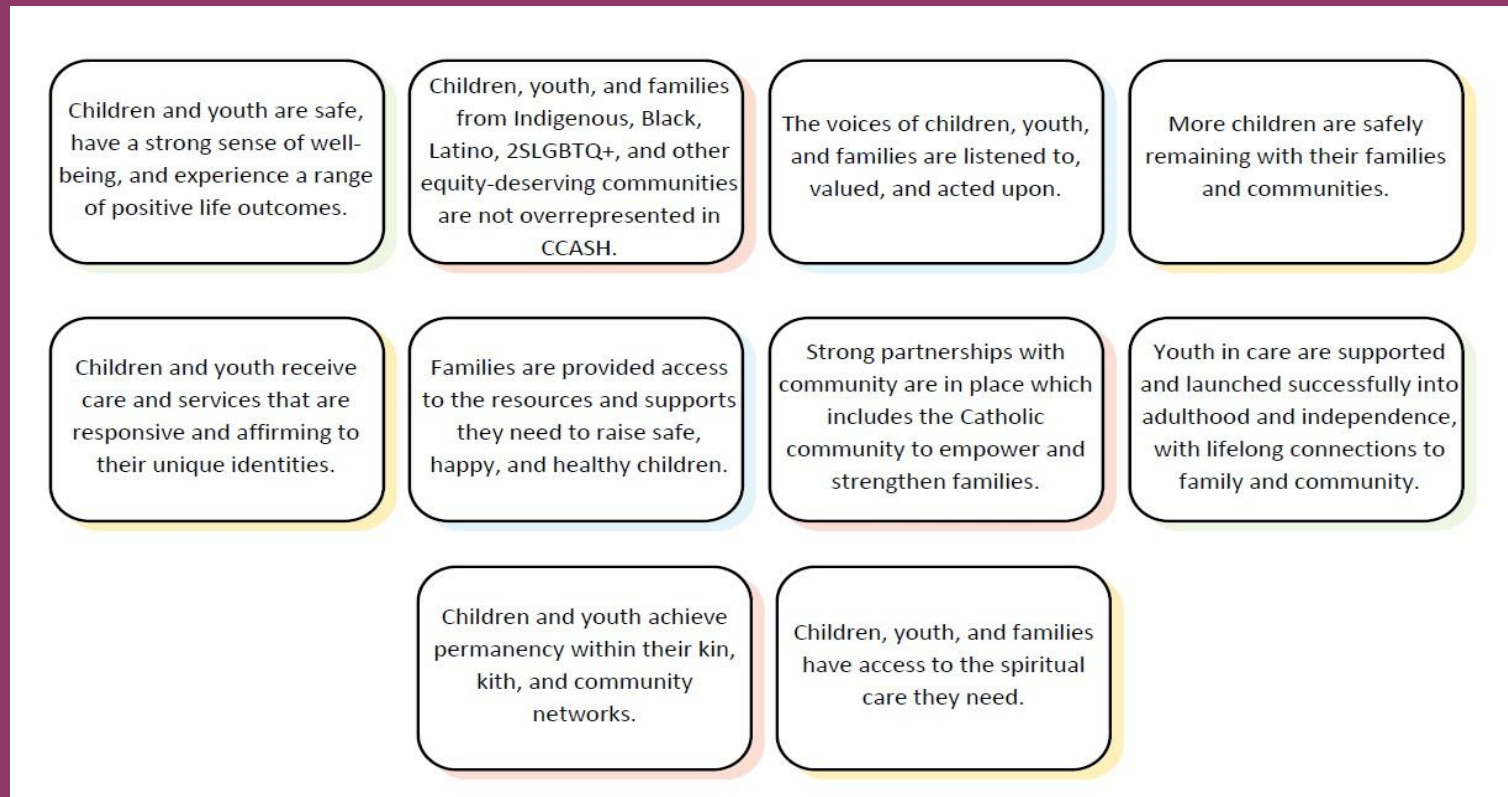 Children and youth are safe,
have a strong sense of well-
being, and experience a range
of positive life outcomes.
Children, youth, and families
from Indigenous, Black,
Latino, 2SLGBTQ+, and other
equity-deserving communities
are not overrepresented in
CCASH.
The voices of children, youth,
and families are listened to,
valued, and acted upon.
More children are safely
remaining with their families
and communities.
Children and youth receive
care and services that are
responsive and affirming to
their unique identities.
Families are provided access
to the resources and supports
they need to raise safe,
happy, and healthy children.
Strong partnerships with
community are in place which
includes the Catholic
community to empower and
strengthen families.
Youth in care are supported
and launched successfully into
adulthood and independence,
with lifelong connections to
family and community.
Children and youth achieve
permanency within their kin,
kith, and community
networks.
Children, youth, and families
have access to the spiritual
care they need.